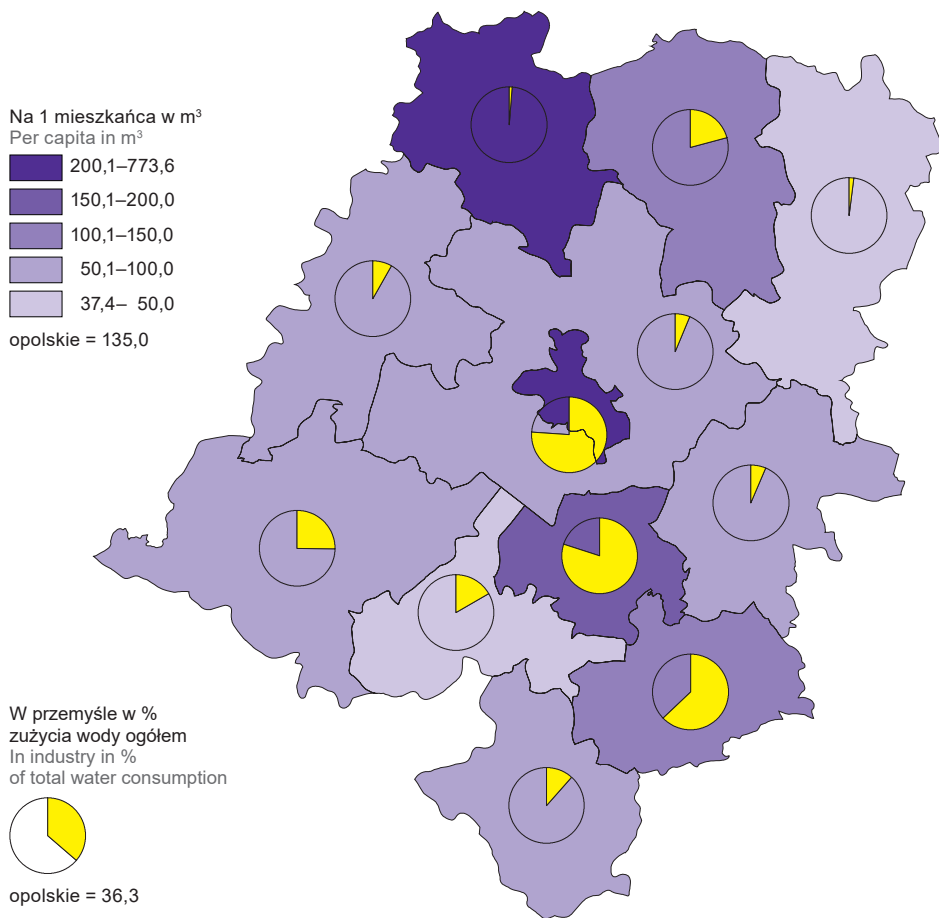 Na 1 mieszkańca w m³
Per capita in m³
200,1–773,6
150,1–200,0
100,1–150,0
50,1–100,0
37,4– 50,0
opolskie = 135,0
W przemyśle w %
zużycia wody ogółem
In industry in %
of total water consumption
opolskie = 36,3